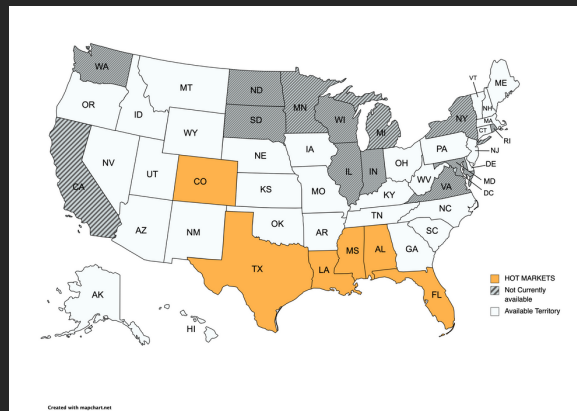 WA
MT
ND
MN
OR
ID
WY
SD
WI
MI
NY
VT
ME
NH
MA
CT
RI
NV
UT
CO
NE
IA
IL
IN
OH
PA
NJ
DE
MD
DC
CA
KS
MO
KY
WV
VA
AZ
NM
OK
AR
TN
NC
SC
TX
LA
MS
AL
GA
FL
AK
HI
HOT MARKETS
Not Currently
available
Available Territory
Created with mapchart.net